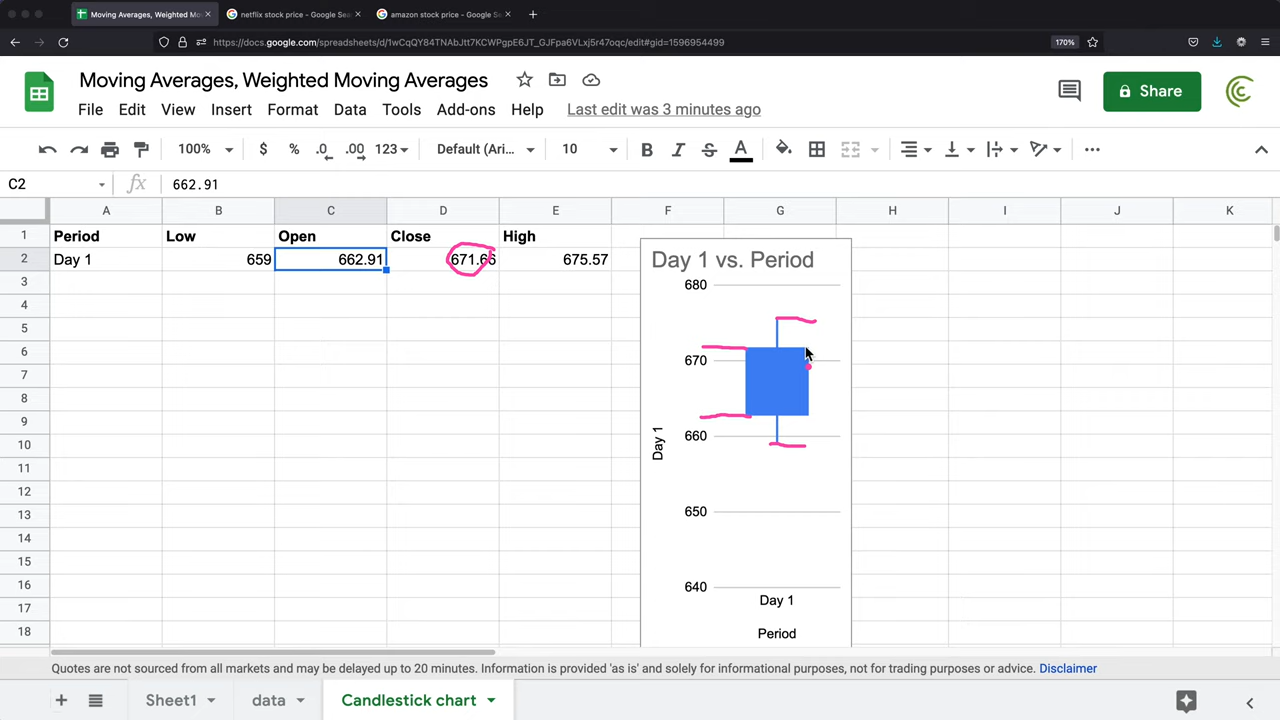 Moving Averages, Weighted Mo
netflix stock price - Google Sea
amazon stock price - Google Se
https://docs.google.com/spreadsheets/d/1wCqQY84TNAbJtt7KCWPgpE6JT_GJFpa6VLxj5r47oqc/edit#gid=1596954499
170%
Moving Averages, Weighted Moving Averages
File Edit View Insert Format Data Tools Add-ons Help Last edit was 3 minutes ago
Share
100% $ % .0 .00 123 Default (Ari... 10 B I S A
C2 fx 662.91
A B C D E F G H I J K
1 Period Low Open Close High
2 Day 1 659 662.91 671.66 675.57
3
4
5
6
7
8
9
10
11
12
13
14
15
16
17
18
Day 1 vs. Period
680
670
660
650
640
Day 1
Day 1
Period
Quotes are not sourced from all markets and may be delayed up to 20 minutes. Information is provided 'as is' and solely for informational purposes, not for trading purposes or advice. Disclaimer
Sheet1 data Candlestick chart